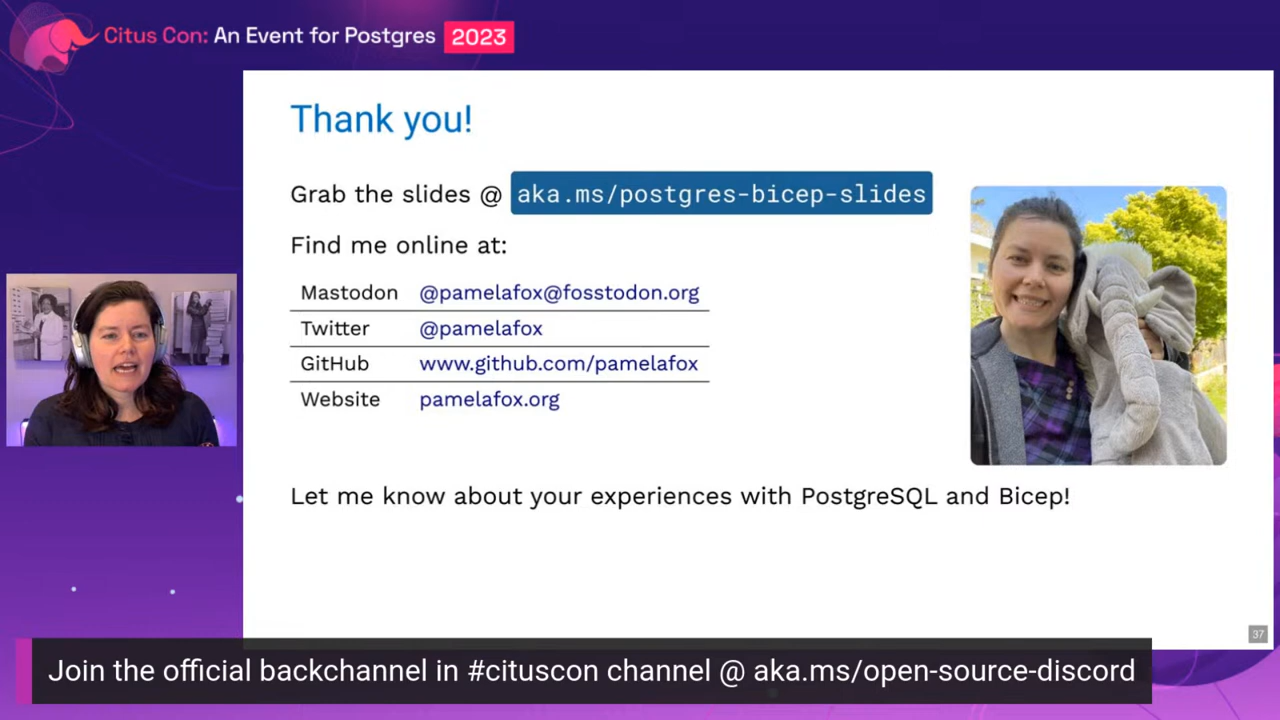 Citus Con: An Event for Postgres 2023
Thank you!
Grab the slides @ aka.ms/postgres-bicep-slides
Find me online at:
Mastodon @pamelafox@fosstodon.org
Twitter @pamelafox
GitHub www.github.com/pamelafox
Website pamelafox.org
Let me know about your experiences with PostgreSQL and Bicep!
37
Join the official backchannel in #cituscon channel @ aka.ms/open-source-discord